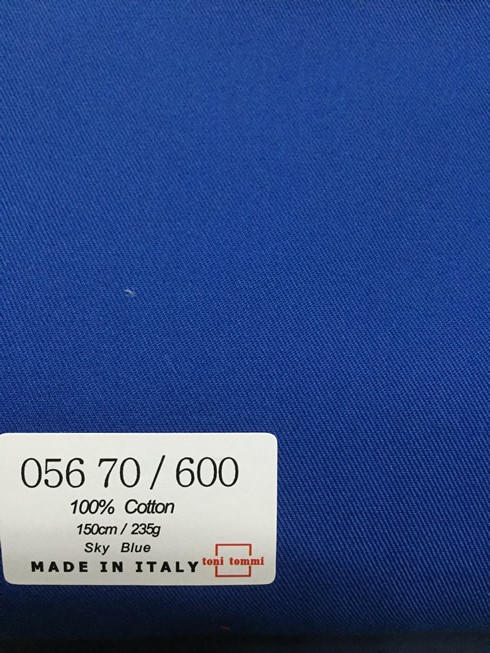 056 70 / 600
100% Cotton
150cm / 235g
Sky Blue
MADE IN ITALY
toni tommi